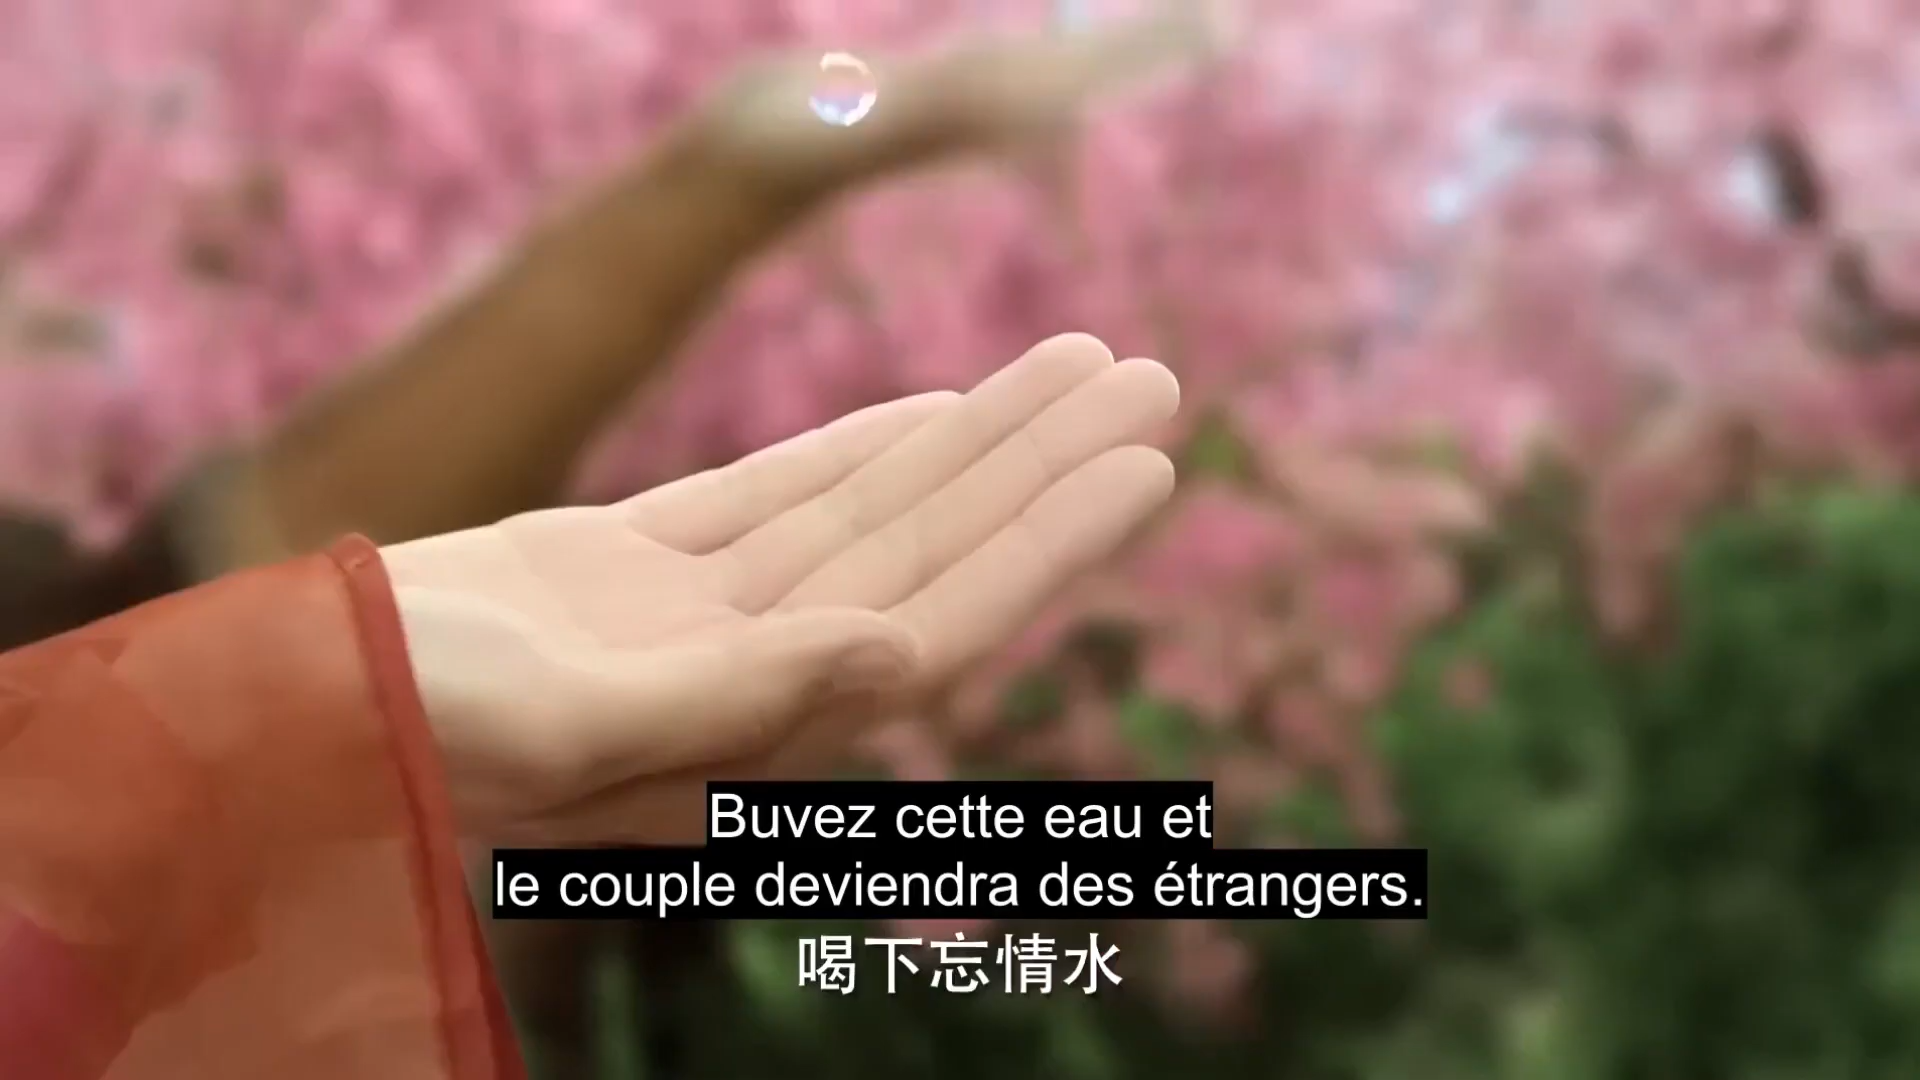 Buvez cette eau et
le couple deviendra des étrangers.
喝下忘情水